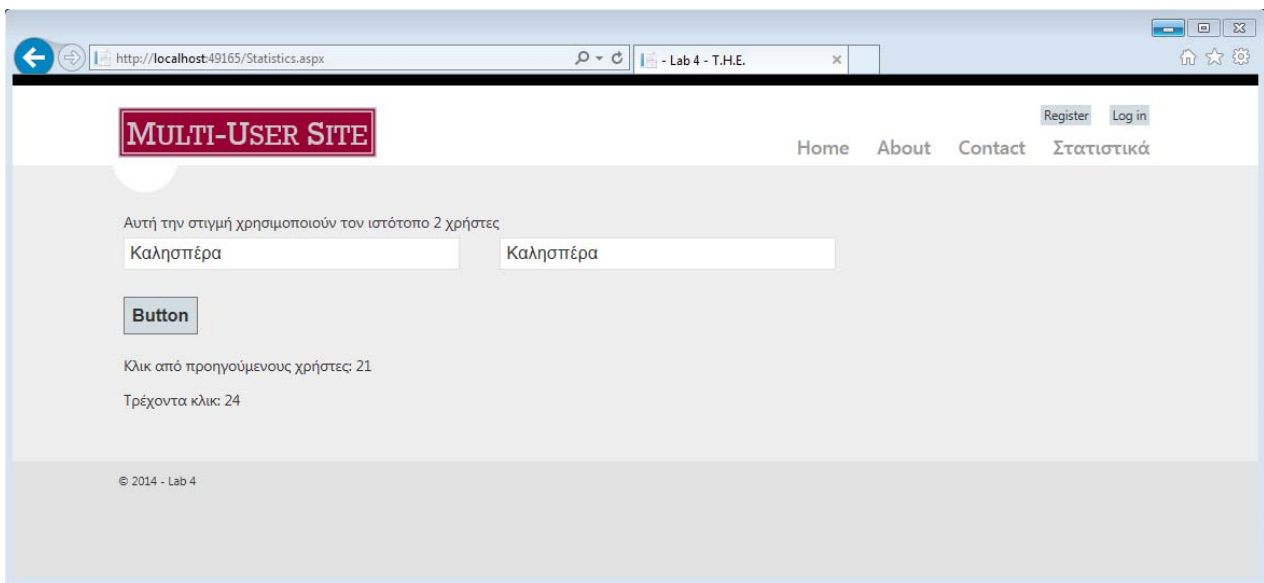 http://localhost:49165/Statistics.aspx
- Lab 4 - T.H.E.
MULTI-USER SITE
Register Log in
Home About Contact Στατιστικά
Αυτή την στιγμή χρησιμοποιούν τον ιστότοπο 2 χρήστες
Καλησπέρα Καλησπέρα
Button
Κλικ από προηγούμενους χρήστες: 21
Τρέχοντα κλικ: 24
© 2014 - Lab 4